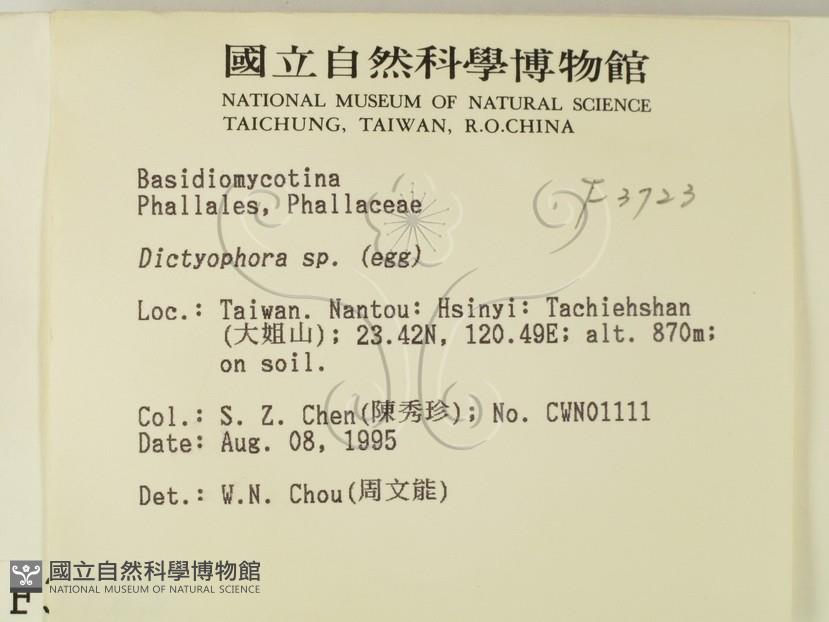 國立自然科學博物館
NATIONAL MUSEUM OF NATURAL SCIENCE
TAICHUNG, TAIWAN, R.O.CHINA
Basidiomycotina
F3723
Phallales, Phallaceae
Dictyophora sp. (egg)
Loc.: Taiwan. Nantou: Hsinyi: Tachiehshan
(大姐山); 23.42N, 120.49E; alt. 870m;
on soil.
Col.: S. Z. Chen(陳秀珍); No. CWN01111
Date: Aug. 08, 1995
Det.: W.N. Chou(周文能)
國立自然科學博物館
NATIONAL MUSEUM OF NATURAL SCIENCE